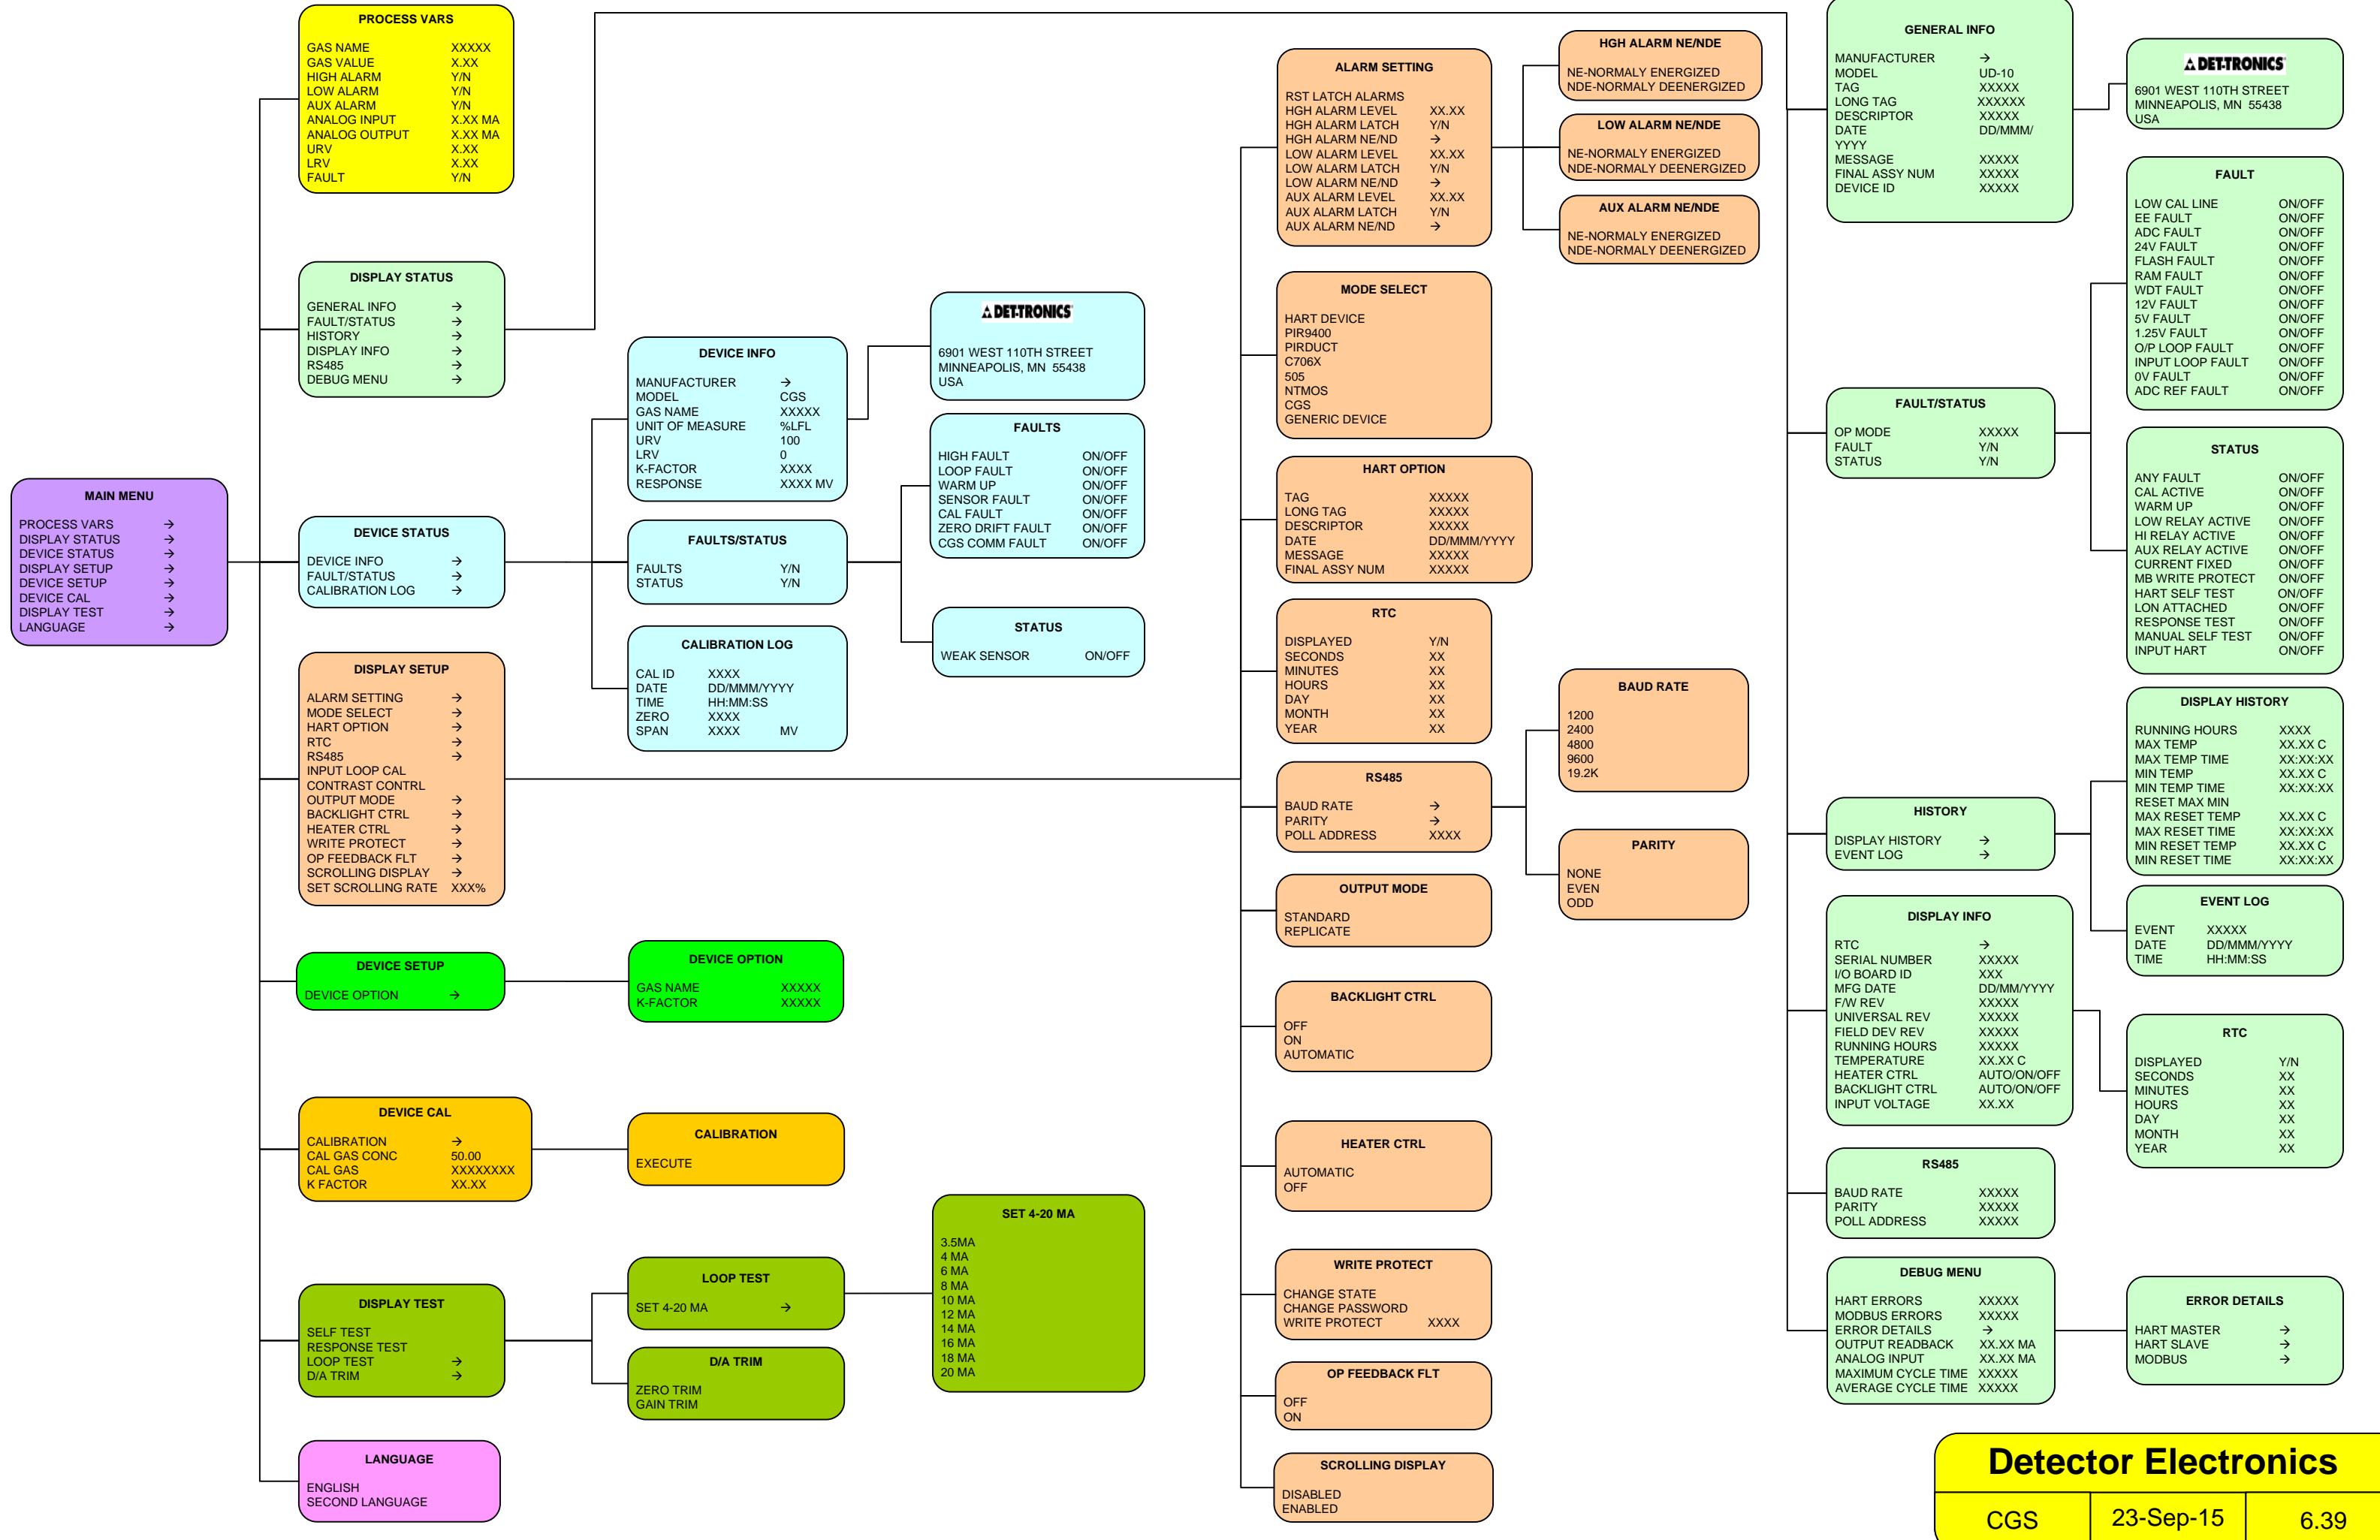 MAIN MENU
PROCESS VARS →
DISPLAY STATUS →
DEVICE STATUS →
DISPLAY SETUP →
DEVICE SETUP →
DEVICE CAL →
DISPLAY TEST →
LANGUAGE →
PROCESS VARS
GAS NAME XXXXX
GAS VALUE X.XX
HIGH ALARM Y/N
LOW ALARM Y/N
AUX ALARM Y/N
ANALOG INPUT X.XX MA
ANALOG OUTPUT X.XX MA
URV X.XX
LRV X.XX
FAULT Y/N
DISPLAY STATUS
GENERAL INFO →
FAULT/STATUS →
HISTORY →
DISPLAY INFO →
RS485 →
DEBUG MENU →
DEVICE STATUS
DEVICE INFO →
FAULT/STATUS →
CALIBRATION LOG →
DISPLAY SETUP
ALARM SETTING →
MODE SELECT →
HART OPTION →
RTC →
RS485 →
INPUT LOOP CAL
CONTRAST CONTRL
OUTPUT MODE →
BACKLIGHT CTRL →
HEATER CTRL →
WRITE PROTECT →
OP FEEDBACK FLT →
SCROLLING DISPLAY →
SET SCROLLING RATE XXX%
DEVICE SETUP
DEVICE OPTION →
DEVICE CAL
CALIBRATION →
CAL GAS CONC 50.00
CAL GAS XXXXXXXX
K FACTOR XX.XX
DISPLAY TEST
SELF TEST
RESPONSE TEST
LOOP TEST →
D/A TRIM →
LANGUAGE
ENGLISH
SECOND LANGUAGE
DEVICE INFO
MANUFACTURER →
MODEL CGS
GAS NAME XXXXX
UNIT OF MEASURE %LFL
URV 100
LRV 0
K-FACTOR XXXX
RESPONSE XXXX MV
FAULTS/STATUS
FAULTS Y/N
STATUS Y/N
CALIBRATION LOG
CAL ID XXXX
DATE DD/MMM/YYYY
TIME HH:MM:SS
ZERO XXXX
SPAN XXXX MV
DEVICE OPTION
GAS NAME XXXXX
K-FACTOR XXXXX
CALIBRATION
EXECUTE
LOOP TEST
SET 4-20 MA →
D/A TRIM
ZERO TRIM
GAIN TRIM
DET-TRONICS
6901 WEST 110TH STREET
MINNEAPOLIS, MN 55438
USA
FAULTS
HIGH FAULT ON/OFF
LOOP FAULT ON/OFF
WARM UP ON/OFF
SENSOR FAULT ON/OFF
CAL FAULT ON/OFF
ZERO DRIFT FAULT ON/OFF
CGS COMM FAULT ON/OFF
STATUS
WEAK SENSOR ON/OFF
SET 4-20 MA
3.5MA
4 MA
6 MA
8 MA
10 MA
12 MA
14 MA
16 MA
18 MA
20 MA
ALARM SETTING
RST LATCH ALARMS
HGH ALARM LEVEL XX.XX
HGH ALARM LATCH Y/N
HGH ALARM NE/ND →
LOW ALARM LEVEL XX.XX
LOW ALARM LATCH Y/N
LOW ALARM NE/ND →
AUX ALARM LEVEL XX.XX
AUX ALARM LATCH Y/N
AUX ALARM NE/ND →
MODE SELECT
HART DEVICE
PIR9400
PIRDUCT
C706X
505
NTMOS
CGS
GENERIC DEVICE
HART OPTION
TAG XXXXX
LONG TAG XXXXX
DESCRIPTOR XXXXX
DATE DD/MMM/YYYY
MESSAGE XXXXX
FINAL ASSY NUM XXXXX
RTC
DISPLAYED Y/N
SECONDS XX
MINUTES XX
HOURS XX
DAY XX
MONTH XX
YEAR XX
RS485
BAUD RATE →
PARITY →
POLL ADDRESS XXXX
OUTPUT MODE
STANDARD
REPLICATE
BACKLIGHT CTRL
OFF
ON
AUTOMATIC
HEATER CTRL
AUTOMATIC
OFF
WRITE PROTECT
CHANGE STATE
CHANGE PASSWORD
WRITE PROTECT XXXX
OP FEEDBACK FLT
OFF
ON
SCROLLING DISPLAY
DISABLED
ENABLED
HGH ALARM NE/NDE
NE-NORMALY ENERGIZED
NDE-NORMALY DEENERGIZED
LOW ALARM NE/NDE
NE-NORMALY ENERGIZED
NDE-NORMALY DEENERGIZED
AUX ALARM NE/NDE
NE-NORMALY ENERGIZED
NDE-NORMALY DEENERGIZED
BAUD RATE
1200
2400
4800
9600
19.2K
PARITY
NONE
EVEN
ODD
GENERAL INFO
MANUFACTURER →
MODEL UD-10
TAG XXXXX
LONG TAG XXXXXX
DESCRIPTOR XXXXX
DATE DD/MMM/
YYYY
MESSAGE XXXXX
FINAL ASSY NUM XXXXX
DEVICE ID XXXXX
FAULT/STATUS
OP MODE XXXXX
FAULT Y/N
STATUS Y/N
HISTORY
DISPLAY HISTORY →
EVENT LOG →
DISPLAY INFO
RTC →
SERIAL NUMBER XXXXX
I/O BOARD ID XXX
MFG DATE DD/MM/YYYY
F/W REV XXXXX
UNIVERSAL REV XXXXX
FIELD DEV REV XXXXX
RUNNING HOURS XXXXX
TEMPERATURE XX.XX C
HEATER CTRL AUTO/ON/OFF
BACKLIGHT CTRL AUTO/ON/OFF
INPUT VOLTAGE XX.XX
RS485
BAUD RATE XXXXX
PARITY XXXXX
POLL ADDRESS XXXXX
DEBUG MENU
HART ERRORS XXXXX
MODBUS ERRORS XXXXX
ERROR DETAILS →
OUTPUT READBACK XX.XX MA
ANALOG INPUT XX.XX MA
MAXIMUM CYCLE TIME XXXXX
AVERAGE CYCLE TIME XXXXX
DET-TRONICS
6901 WEST 110TH STREET
MINNEAPOLIS, MN 55438
USA
FAULT
LOW CAL LINE ON/OFF
EE FAULT ON/OFF
ADC FAULT ON/OFF
24V FAULT ON/OFF
FLASH FAULT ON/OFF
RAM FAULT ON/OFF
WDT FAULT ON/OFF
12V FAULT ON/OFF
5V FAULT ON/OFF
1.25V FAULT ON/OFF
O/P LOOP FAULT ON/OFF
INPUT LOOP FAULT ON/OFF
0V FAULT ON/OFF
ADC REF FAULT ON/OFF
STATUS
ANY FAULT ON/OFF
CAL ACTIVE ON/OFF
WARM UP ON/OFF
LOW RELAY ACTIVE ON/OFF
HI RELAY ACTIVE ON/OFF
AUX RELAY ACTIVE ON/OFF
CURRENT FIXED ON/OFF
MB WRITE PROTECT ON/OFF
HART SELF TEST ON/OFF
LON ATTACHED ON/OFF
RESPONSE TEST ON/OFF
MANUAL SELF TEST ON/OFF
INPUT HART ON/OFF
DISPLAY HISTORY
RUNNING HOURS XXXX
MAX TEMP XX.XX C
MAX TEMP TIME XX:XX:XX
MIN TEMP XX.XX C
MIN TEMP TIME XX:XX:XX
RESET MAX MIN
MAX RESET TEMP XX.XX C
MAX RESET TIME XX:XX:XX
MIN RESET TEMP XX.XX C
MIN RESET TIME XX:XX:XX
EVENT LOG
EVENT XXXXX
DATE DD/MMM/YYYY
TIME HH:MM:SS
RTC
DISPLAYED Y/N
SECONDS XX
MINUTES XX
HOURS XX
DAY XX
MONTH XX
YEAR XX
ERROR DETAILS
HART MASTER →
HART SLAVE →
MODBUS →
Detector Electronics
CGS 23-Sep-15 6.39